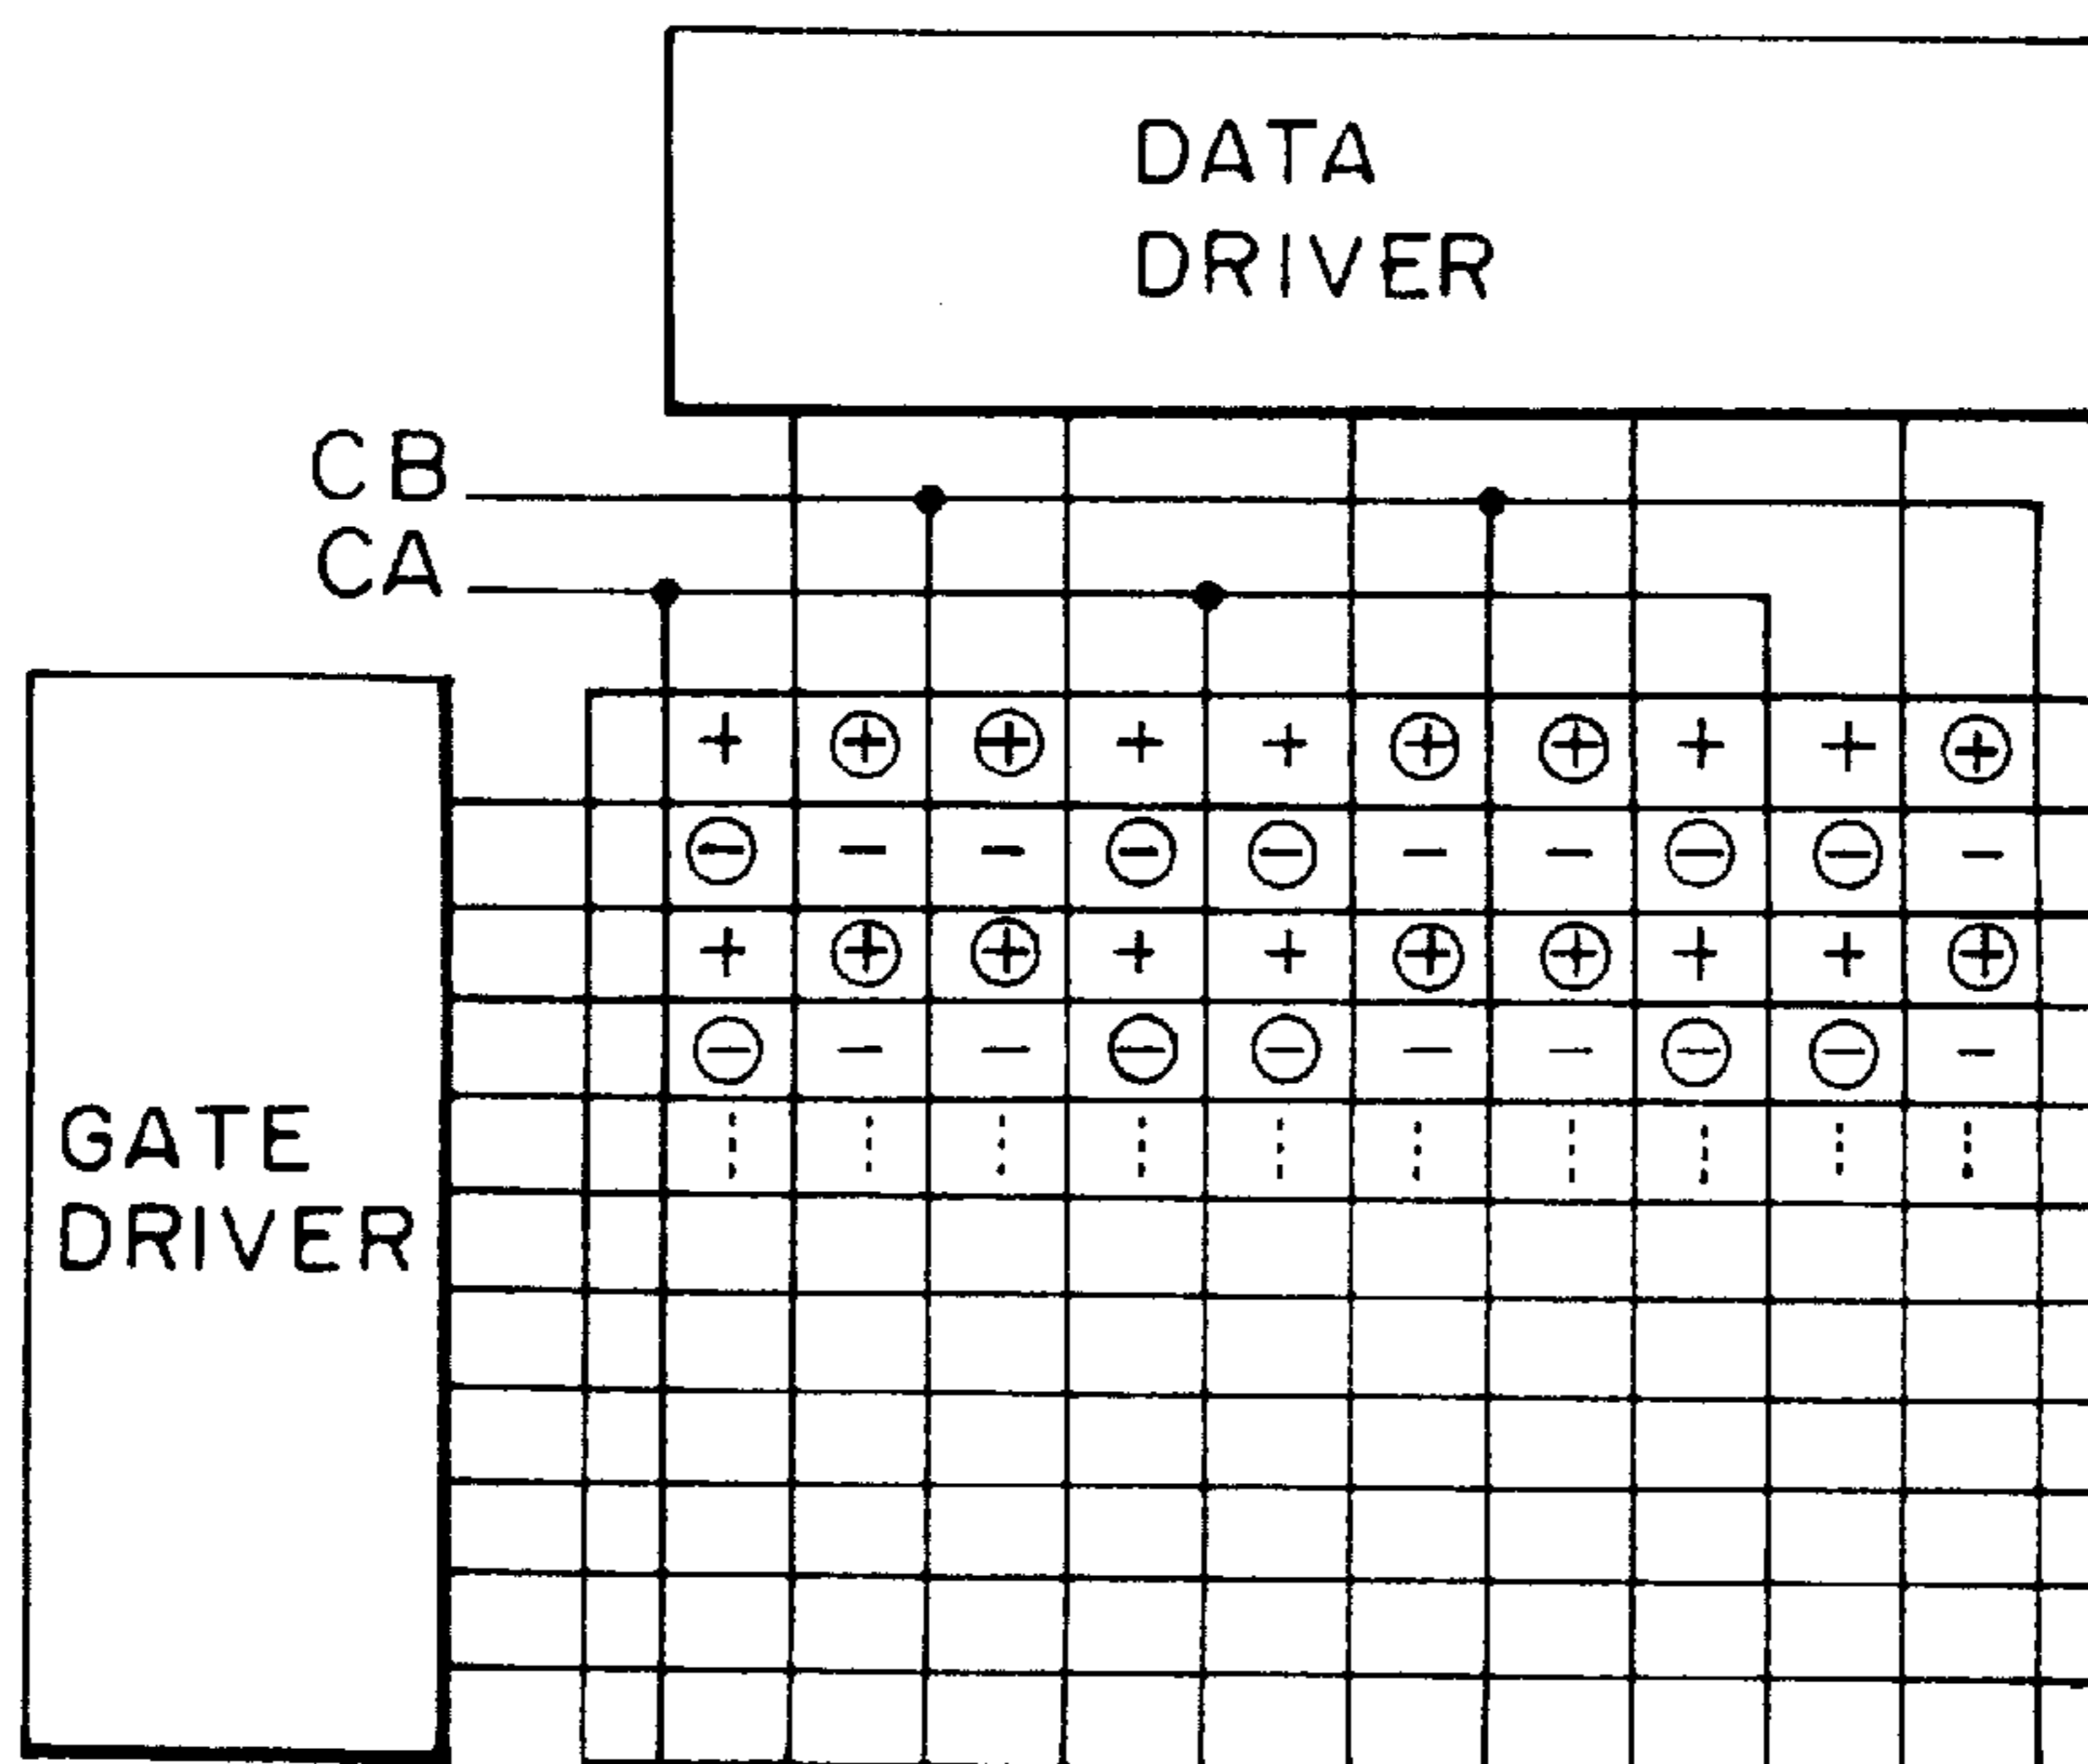 DATA
DRIVER
CB
CA
+ ⊕ ⊕ + + ⊕ ⊕ + + ⊕
⊖ - - ⊖ ⊖ - - ⊖ ⊖ -
+ ⊕ ⊕ + + ⊕ ⊕ + + ⊕
⊖ - - ⊖ ⊖ - - ⊖ ⊖ -
GATE
DRIVER